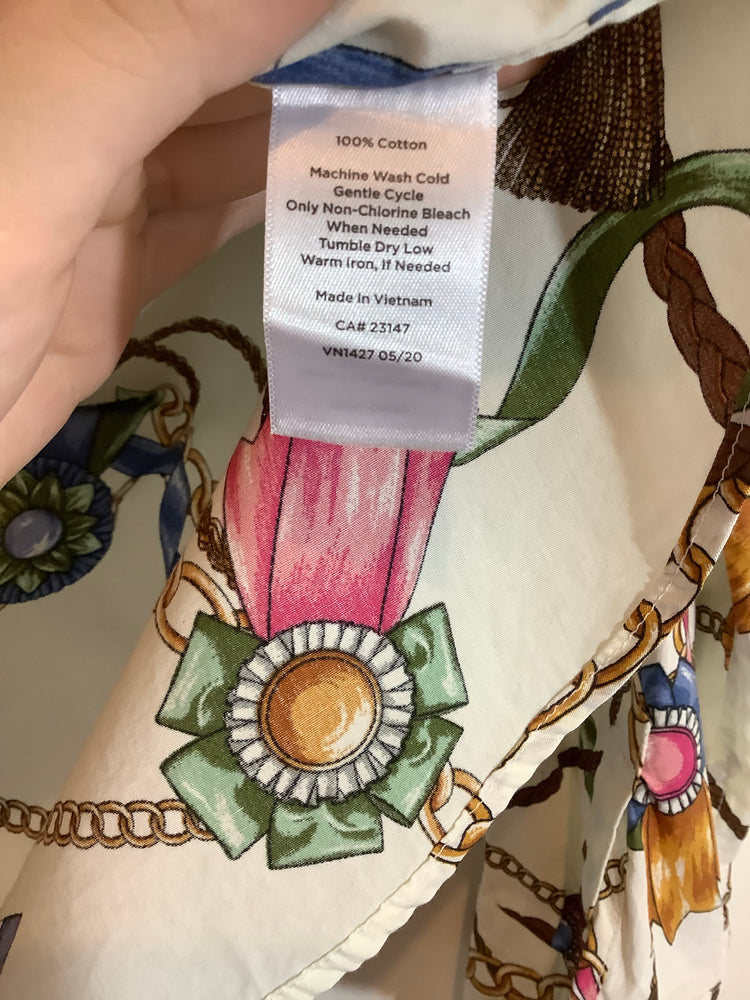 100% Cotton
Machine Wash Cold
Gentle Cycle
Only Non-Chlorine Bleach
When Needed
Tumble Dry Low
Warm Iron, If Needed
Made In Vietnam
CA# 23147
VN1427 05/20